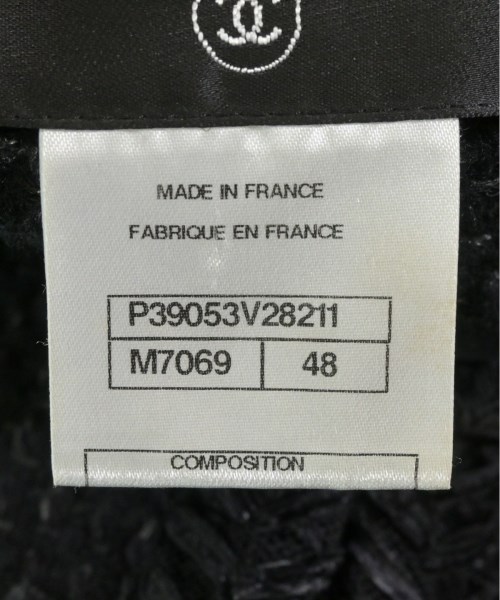 MADE IN FRANCE
FABRIQUE EN FRANCE
P39053V28211
M7069 48
COMPOSITION